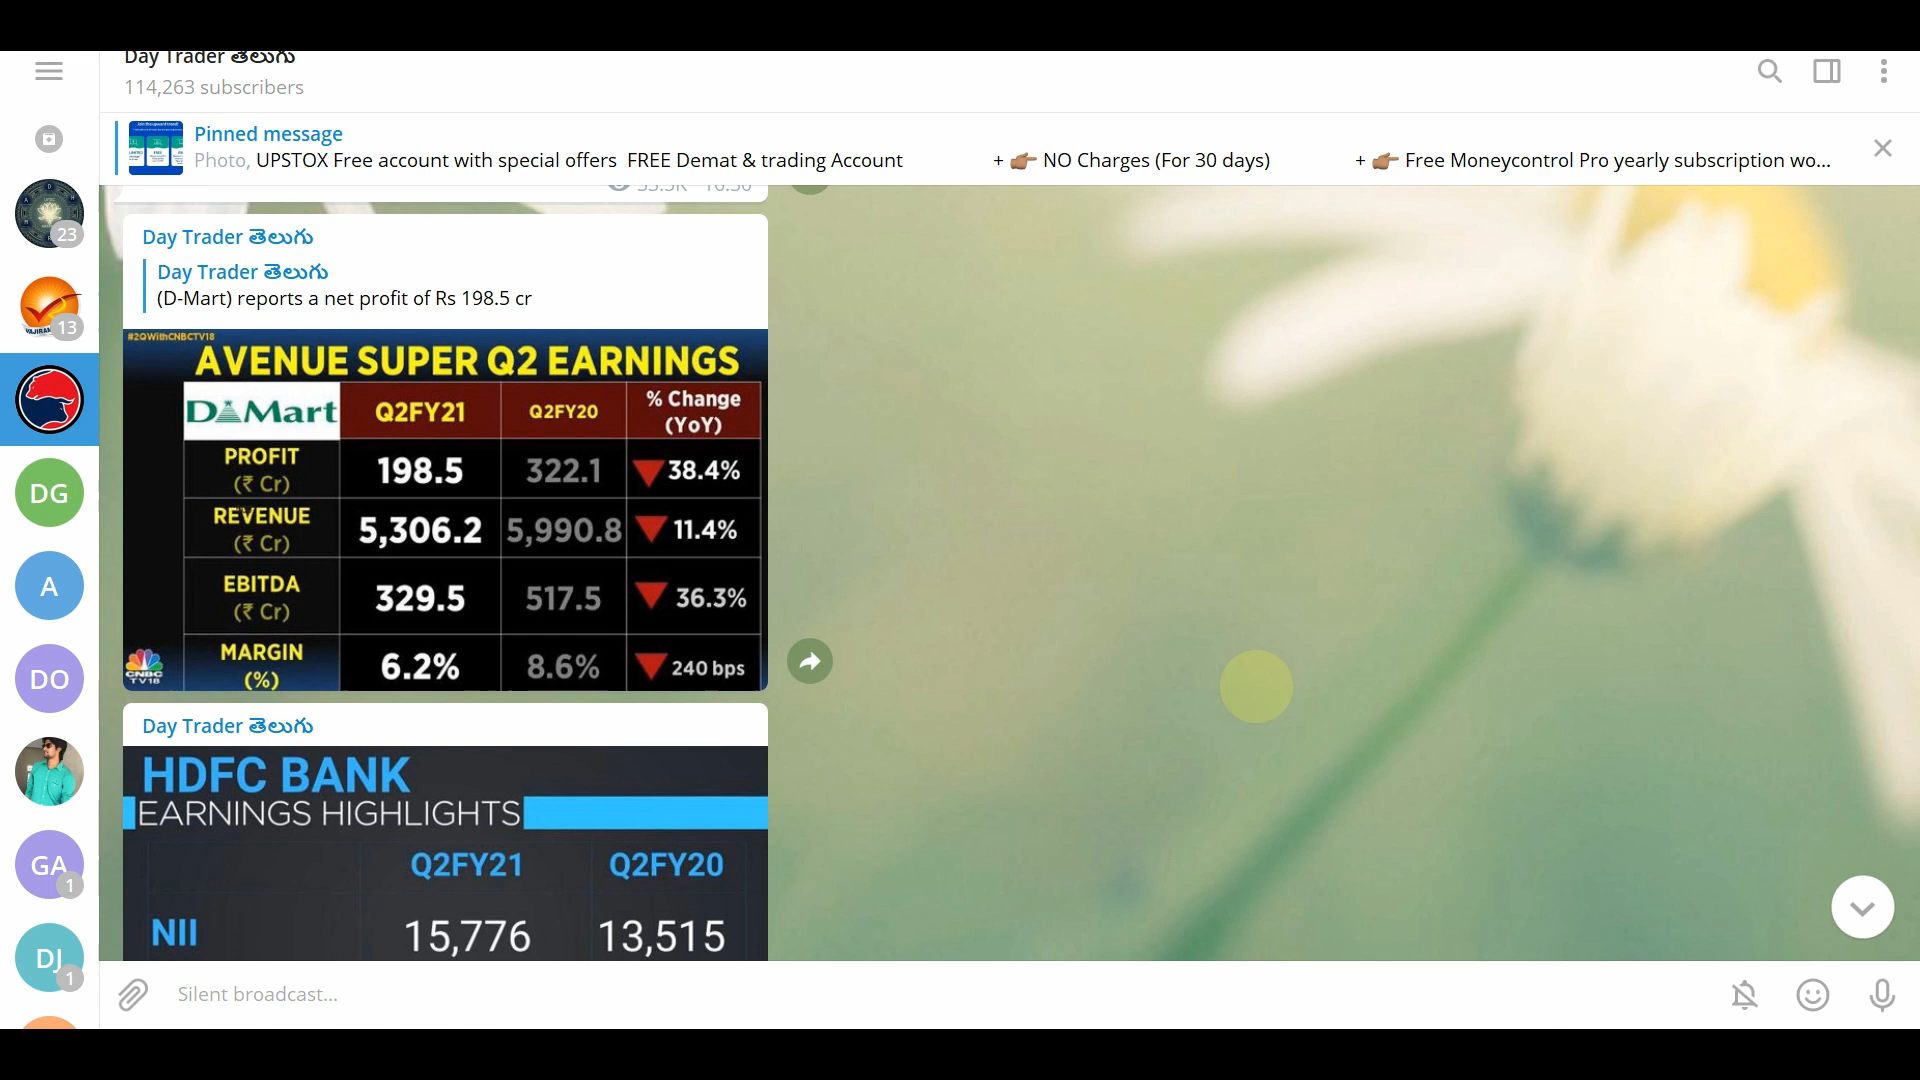 Day Trader తెలుగు
114,263 subscribers
Pinned message
Photo, UPSTOX Free account with special offers FREE Demat & trading Account + 👉🏽 NO Charges (For 30 days) + 👉🏽 Free Moneycontrol Pro yearly subscription wo...
23
13
DG
A
DO
GA
1
DJ
1
Day Trader తెలుగు
Day Trader తెలుగు
(D-Mart) reports a net profit of Rs 198.5 cr
#2QWithCNBCTV18
AVENUE SUPER Q2 EARNINGS
DMart Q2FY21 Q2FY20 % Change (YoY)
PROFIT (₹ Cr) 198.5 322.1 38.4%
REVENUE (₹ Cr) 5,306.2 5,990.8 11.4%
EBITDA (₹ Cr) 329.5 517.5 36.3%
MARGIN (%) 6.2% 8.6% 240 bps
CNBC
TV18
Day Trader తెలుగు
HDFC BANK
EARNINGS HIGHLIGHTS
Q2FY21 Q2FY20
NII 15,776 13,515
Silent broadcast...